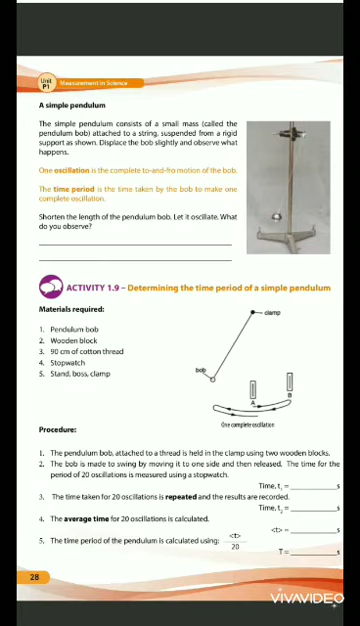 Unit
P1
Measurement in Science
A simple pendulum
The simple pendulum consists of a small mass (called the
pendulum bob) attached to a string, suspended from a rigid
support as shown. Displace the bob slightly and observe what
happens.
One oscillation is the complete to-and-fro motion of the bob.
The time period is the time taken by the bob to make one
complete oscillation.
Shorten the length of the pendulum bob. Let it oscillate. What
do you observe?
ACTIVITY 1.9 – Determining the time period of a simple pendulum
Materials required:
1. Pendulum bob
2. Wooden block
3. 90 cm of cotton thread
4. Stopwatch
5. Stand, boss, clamp
clamp
bob
A
B
One complete oscillation
Procedure:
1. The pendulum bob, attached to a thread is held in the clamp using two wooden blocks.
2. The bob is made to swing by moving it to one side and then released. The time for the
period of 20 oscillations is measured using a stopwatch.
Time, t₁ = ________ s
3. The time taken for 20 oscillations is repeated and the results are recorded.
Time, t₂ = ________ s
4. The average time for 20 oscillations is calculated.
<t> = ________ s
5. The time period of the pendulum is calculated using: <t>
20
T = ________ s
28
VIVAVIDEO